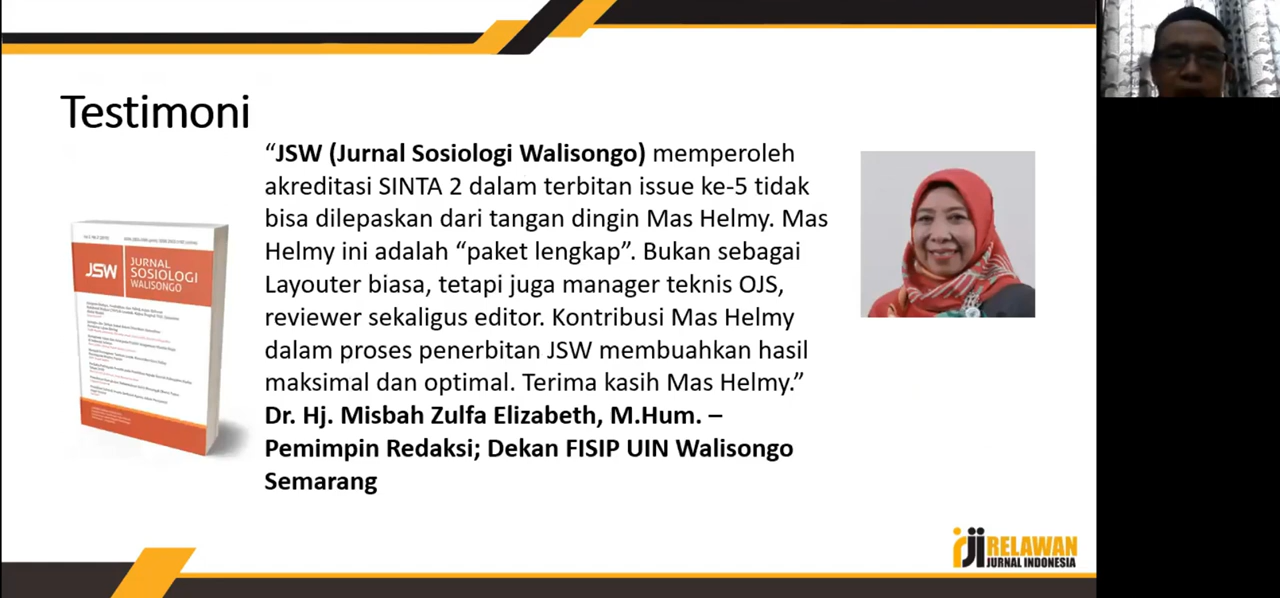 Testimoni
“JSW (Jurnal Sosiologi Walisongo) memperoleh
akreditasi SINTA 2 dalam terbitan issue ke-5 tidak
bisa dilepaskan dari tangan dingin Mas Helmy. Mas
Helmy ini adalah “paket lengkap”. Bukan sebagai
Layouter biasa, tetapi juga manager teknis OJS,
reviewer sekaligus editor. Kontribusi Mas Helmy
dalam proses penerbitan JSW membuahkan hasil
maksimal dan optimal. Terima kasih Mas Helmy.”
Dr. Hj. Misbah Zulfa Elizabeth, M.Hum. –
Pemimpin Redaksi; Dekan FISIP UIN Walisongo
Semarang
JSW
JURNAL
SOSIOLOGI
WALISONGO
rji RELAWAN
JURNAL INDONESIA